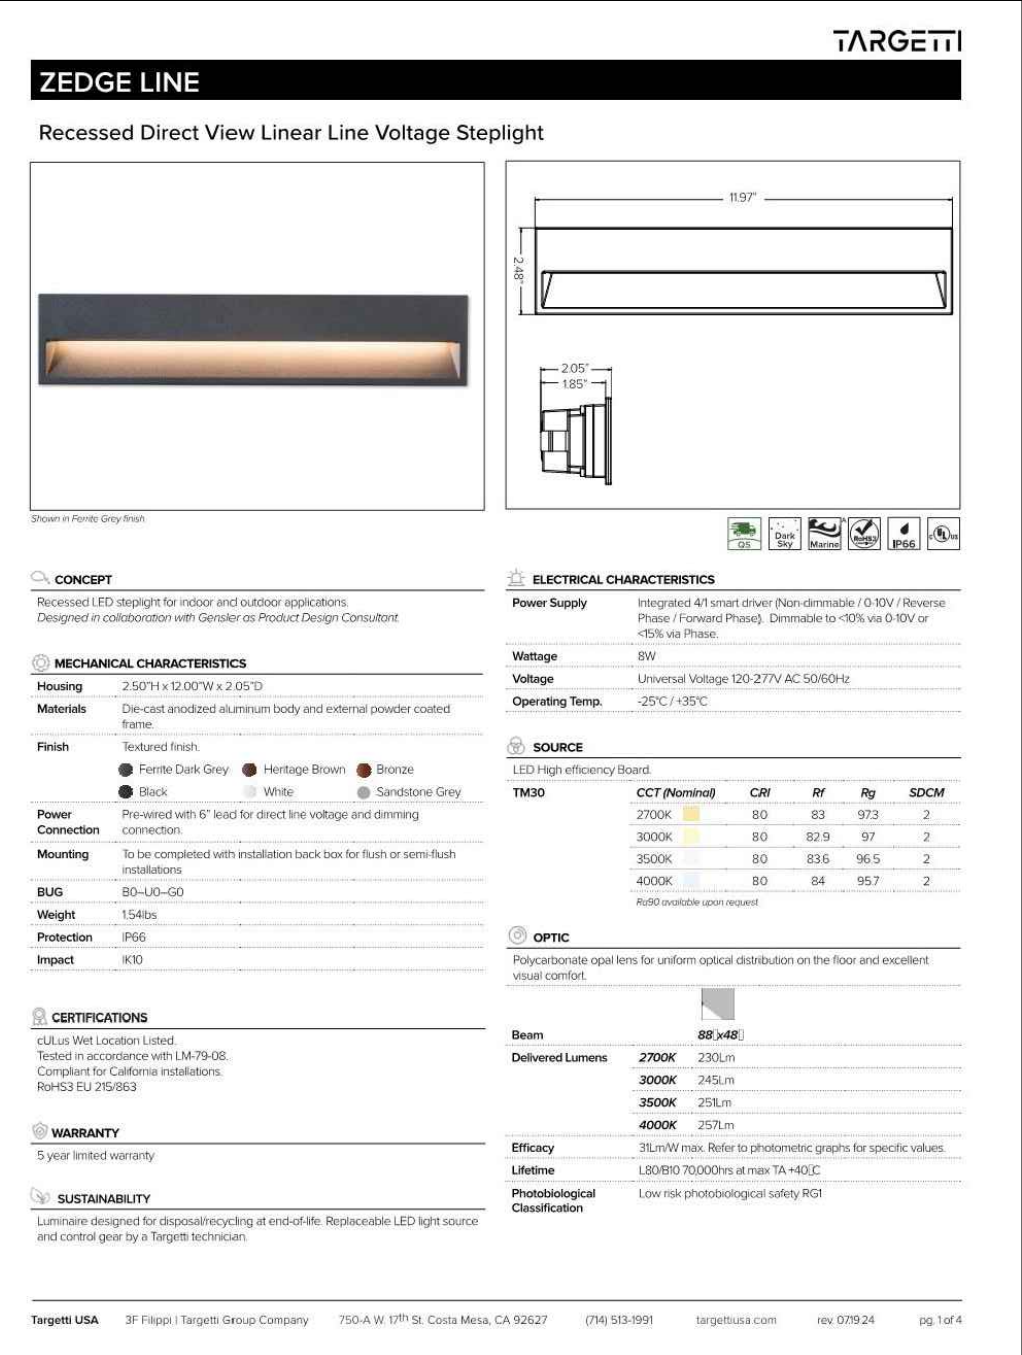 TARGETTI
ZEDGE LINE
Recessed Direct View Linear Line Voltage Steplight
11.97"
2.48"
2.05"
1.85"
Shown in Ferrite Grey finish.
QS
Dark
Sky
Marine
RoHS3
IP66
c UL us
CONCEPT
Recessed LED steplight for indoor and outdoor applications.
Designed in collaboration with Gensler as Product Design Consultant.
MECHANICAL CHARACTERISTICS
Housing 2.50"H x 12.00"W x 2.05"D
Materials Die-cast anodized aluminum body and external powder coated
frame.
Finish Textured finish.
Ferrite Dark Grey Heritage Brown Bronze
Black White Sandstone Grey
Power Pre-wired with 6" lead for direct line voltage and dimming
Connection connection.
Mounting To be completed with installation back box for flush or semi-flush
installations
BUG B0–U0–G0
Weight 1.54lbs
Protection IP66
Impact IK10
CERTIFICATIONS
cULus Wet Location Listed.
Tested in accordance with LM-79-08.
Compliant for California installations.
RoHS3 EU 215/863
WARRANTY
5 year limited warranty
SUSTAINABILITY
Luminaire designed for disposal/recycling at end-of-life. Replaceable LED light source
and control gear by a Targetti technician.
ELECTRICAL CHARACTERISTICS
Power Supply Integrated 4/1 smart driver (Non-dimmable / 0-10V / Reverse
Phase / Forward Phase). Dimmable to <10% via 0-10V or
<15% via Phase.
Wattage 8W
Voltage Universal Voltage 120-277V AC 50/60Hz
Operating Temp. -25°C / +35°C
SOURCE
LED High efficiency Board.
TM30 CCT (Nominal) CRI Rf Rg SDCM
2700K 80 83 97.3 2
3000K 80 82.9 97 2
3500K 80 83.6 96.5 2
4000K 80 84 95.7 2
Ra90 available upon request
OPTIC
Polycarbonate opal lens for uniform optical distribution on the floor and excellent
visual comfort.
Beam 88▯x48▯
Delivered Lumens 2700K 230Lm
3000K 245Lm
3500K 251Lm
4000K 257Lm
Efficacy 31Lm/W max. Refer to photometric graphs for specific values.
Lifetime L80/B10 70,000hrs at max TA +40▯C
Photobiological Low risk photobiological safety RG1
Classification
Targetti USA 3F Filippi | Targetti Group Company 750-A W. 17th St. Costa Mesa, CA 92627 (714) 513-1991 targettiusa.com rev. 07.19.24 pg. 1 of 4